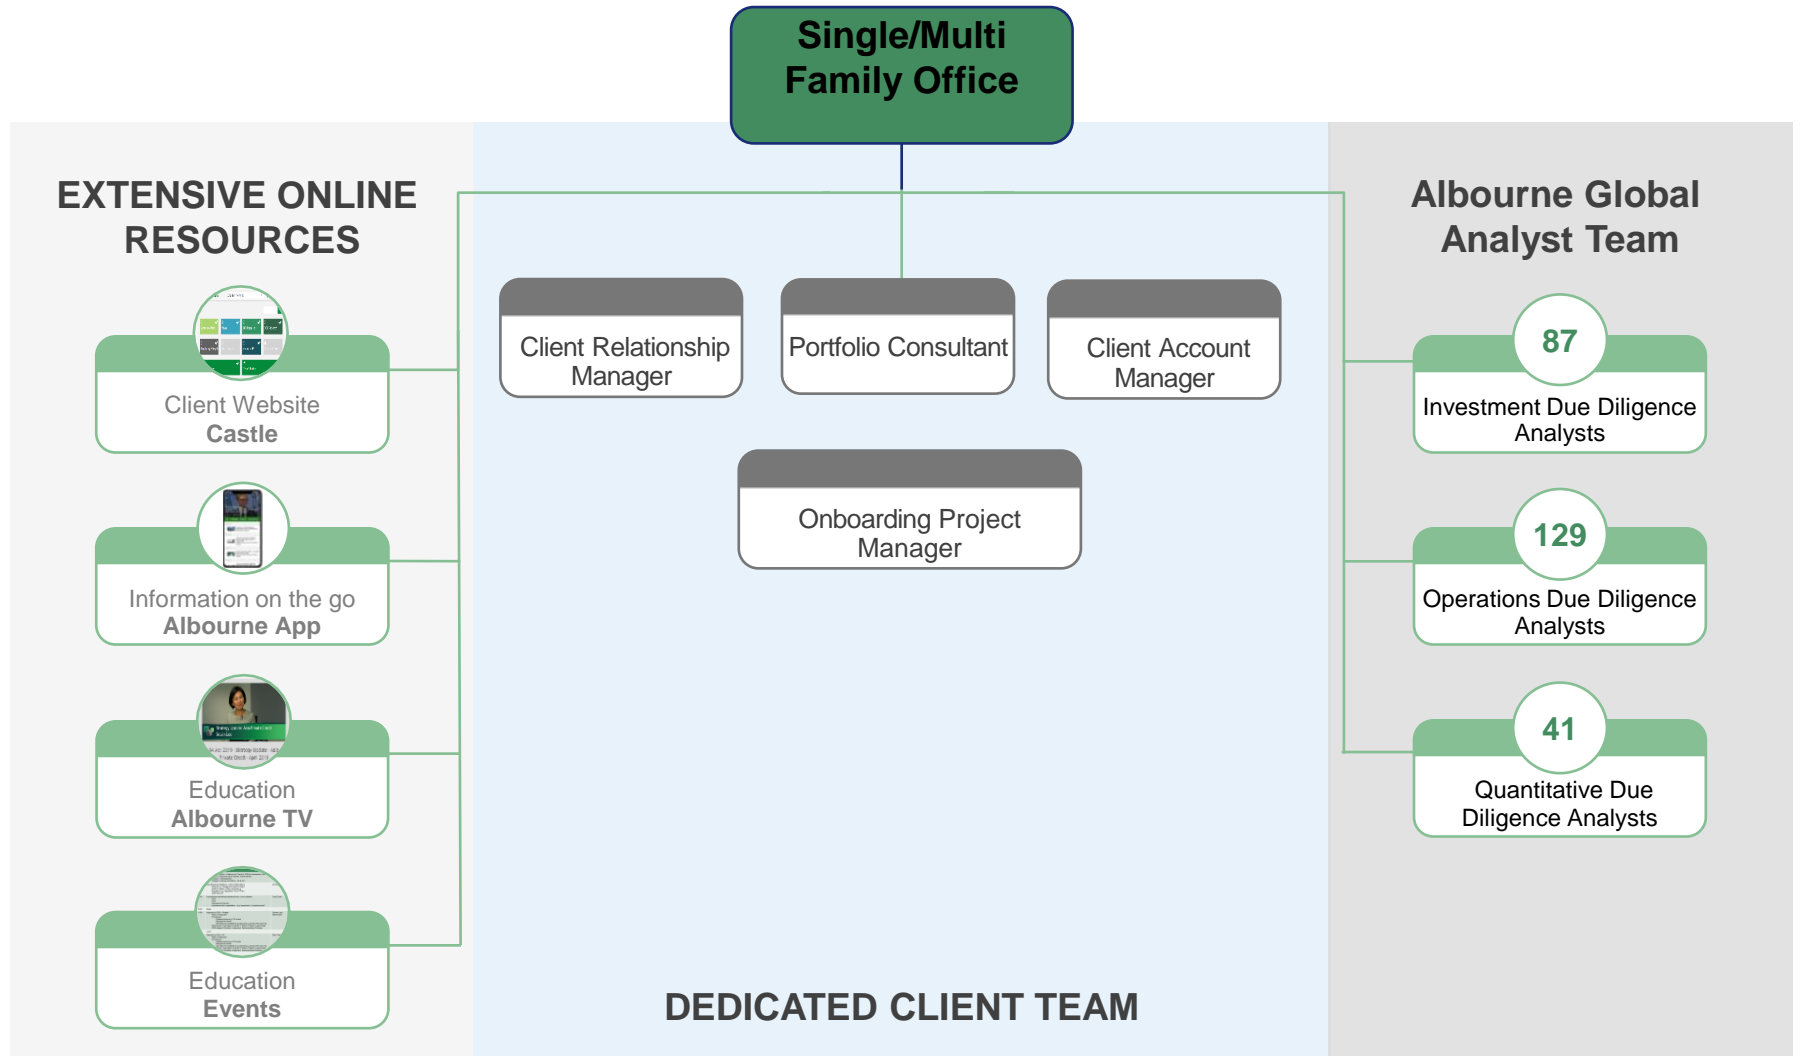 Single/Multi
Family Office
EXTENSIVE ONLINE
RESOURCES
Client Website
Castle
Information on the go
Albourne App
Education
Albourne TV
Education
Events
Client Relationship
Manager
Portfolio Consultant
Client Account
Manager
Onboarding Project
Manager
DEDICATED CLIENT TEAM
Albourne Global
Analyst Team
87
Investment Due Diligence
Analysts
129
Operations Due Diligence
Analysts
41
Quantitative Due
Diligence Analysts